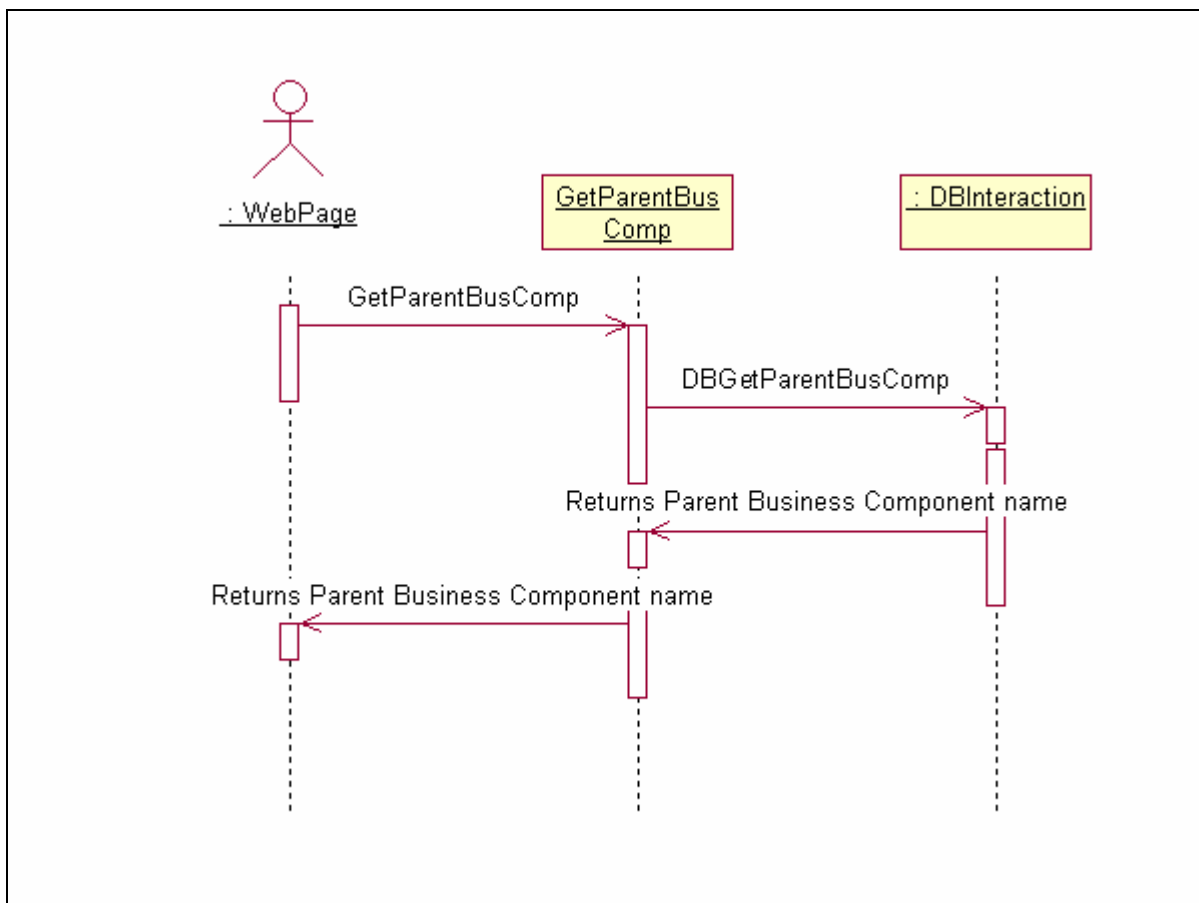 : WebPage
GetParentBus
Comp
: DBInteraction
GetParentBusComp
DBGetParentBusComp
Returns Parent Business Component name
Returns Parent Business Component name